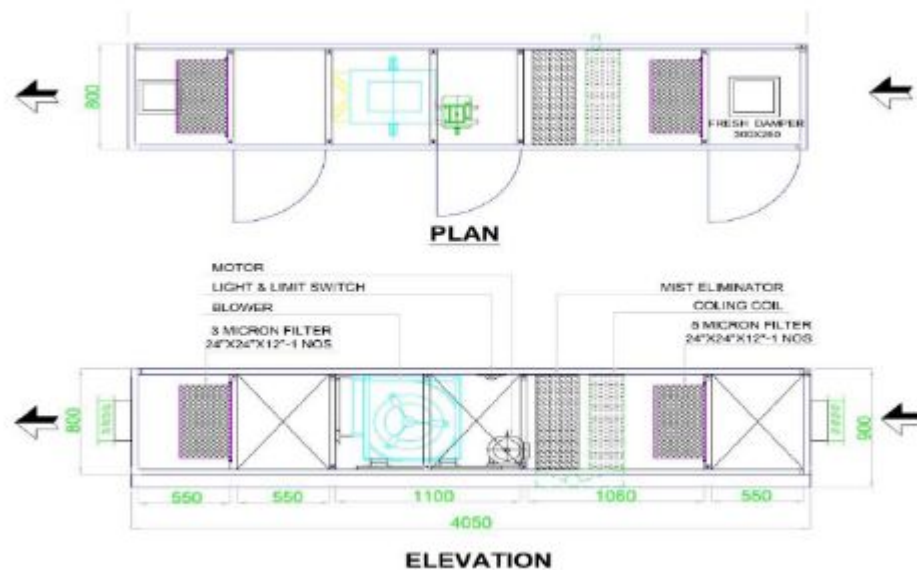 800
FRESH DAMPER
300X250
PLAN
MOTOR
LIGHT & LIMIT SWITCH
BLOWER
3 MICRON FILTER
24"X24"X12"-1 NOS
MIST ELIMINATOR
COLING COIL
5 MICRON FILTER
24"X24"X12"-1 NOS
800
900
550
550
1100
1060
550
4050
ELEVATION